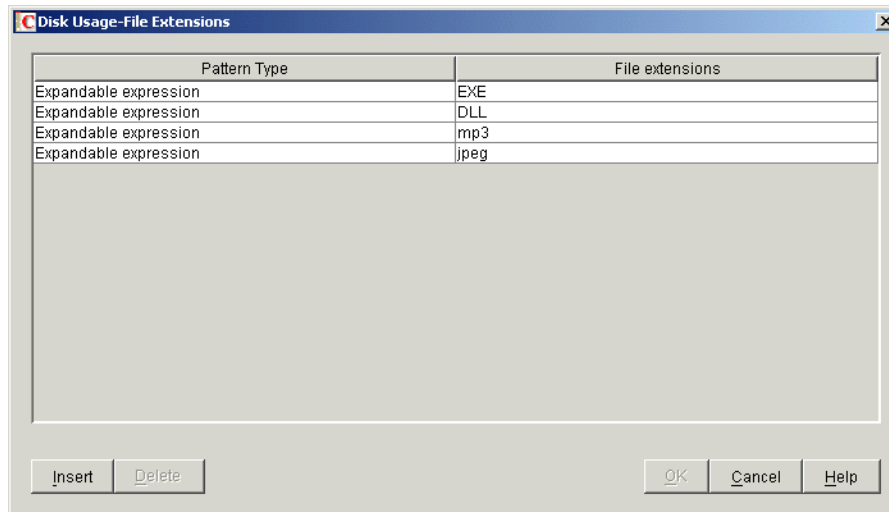 Disk Usage-File Extensions
Pattern Type File extensions
Expandable expression EXE
Expandable expression DLL
Expandable expression mp3
Expandable expression jpeg
Insert Delete OK Cancel Help